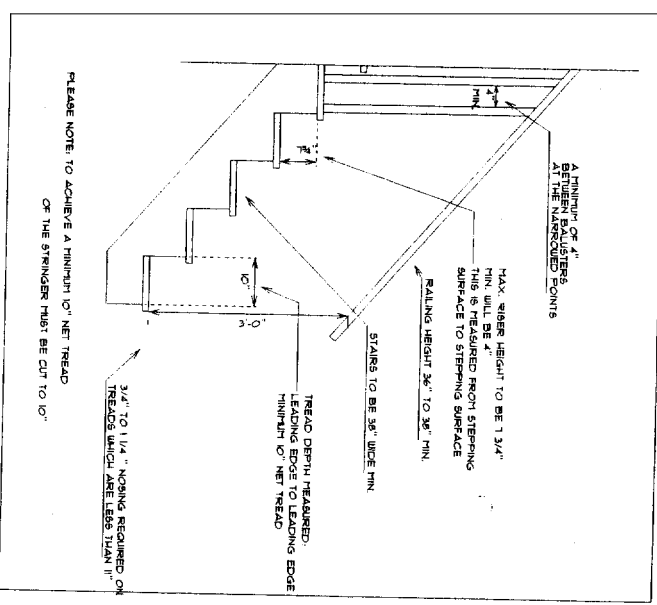 A MINIMUM OF 4"
BETWEEN BALUSTERS
AT THE NARROWED POINTS
4"
MIN.
MAX. RISER HEIGHT TO BE 7 3/4"
MIN. WILL BE 4"
THIS IS MEASURED FROM STEPPING
SURFACE TO STEPPING SURFACE
RAILING HEIGHT 36" TO 38" MIN.
STAIRS TO BE 38" WIDE MIN.
10"
3'-0"
TREAD DEPTH MEASURED:
LEADING EDGE TO LEADING EDGE
MINIMUM 10" NET TREAD
3/4" TO 1 1/4" NOSING REQUIRED ON
TREADS WHICH ARE LESS THAN 11"
PLEASE NOTE: TO ACHIEVE A MINIMUM 10" NET TREAD
OF THE STRINGER MUST BE CUT TO 10"